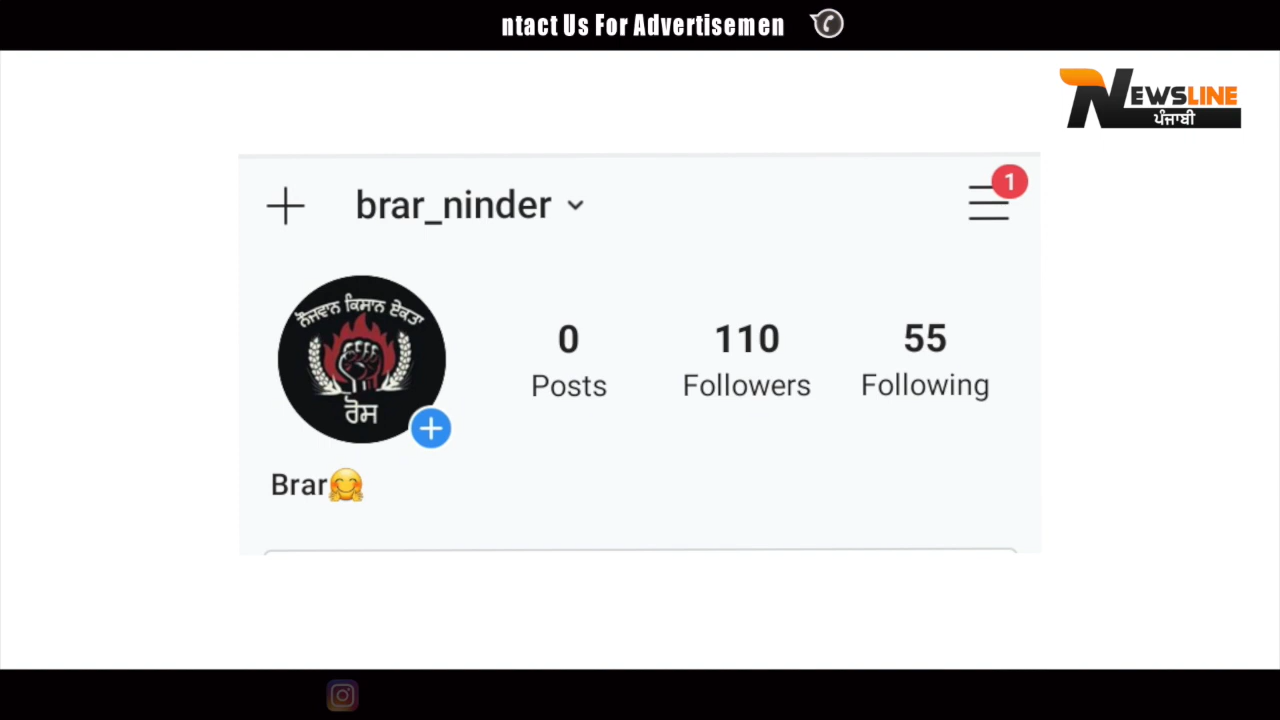 ntact Us For Advertisemen
NEWSLINE
ਪੰਜਾਬੀ
1
brar_ninder
ਨੌਜਵਾਨ ਕਿਸਾਨ ਏਕਤਾ
ਰੋਸ
0 110 55
Posts Followers Following
Brar🤗